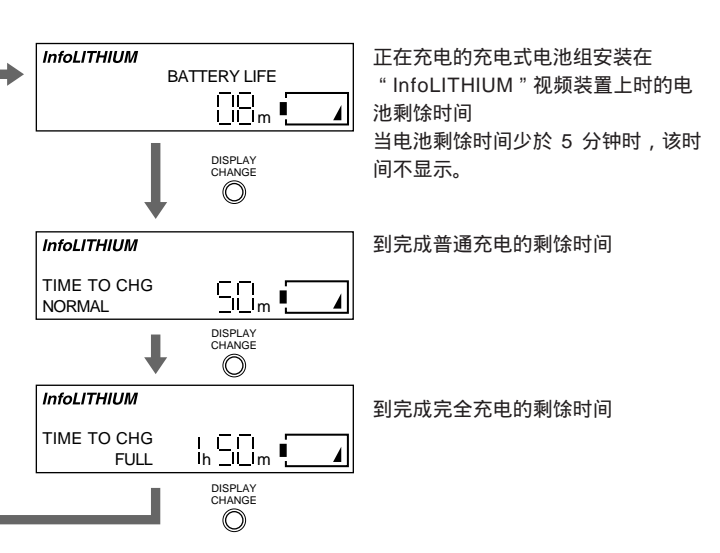 InfoLITHIUM
BATTERY LIFE
08m
正在充电的充电式电池组安装在
“InfoLITHIUM”视频装置上时的电
池剩馀时间
当电池剩馀时间少於 5 分钟时，该时
间不显示。
DISPLAY
CHANGE
InfoLITHIUM
TIME TO CHG
NORMAL
50m
到完成普通充电的剩馀时间
DISPLAY
CHANGE
InfoLITHIUM
TIME TO CHG
FULL
1h 50m
到完成完全充电的剩馀时间
DISPLAY
CHANGE